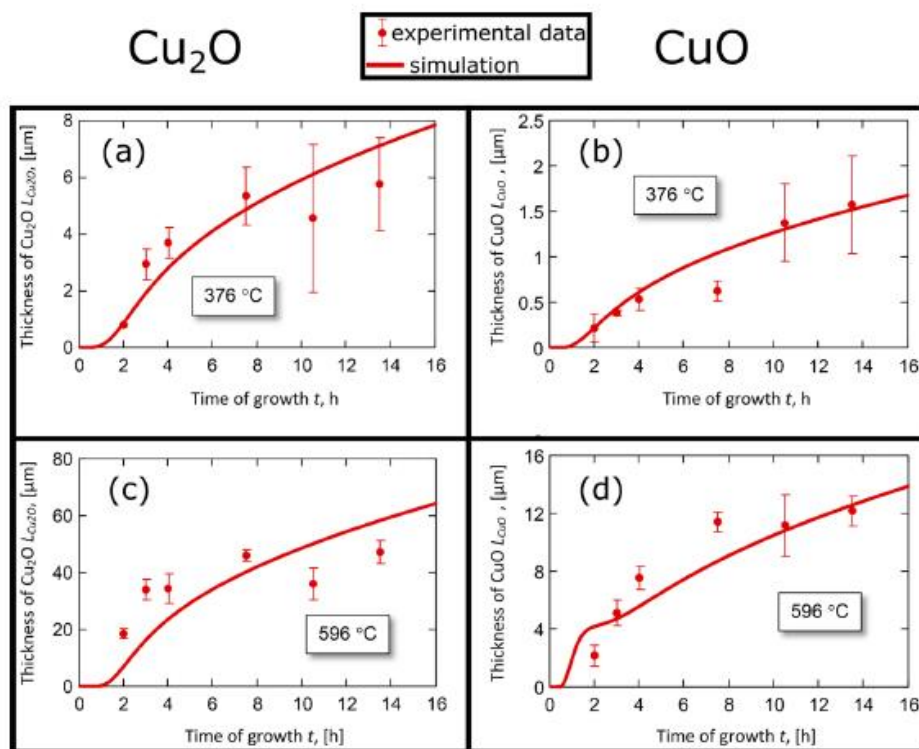 Cu₂O
experimental data
simulation
CuO
(a)
376 °C
Thickness of Cu₂O L_Cu2O, [µm]
8
6
4
2
0
0 2 4 6 8 10 12 14 16
Time of growth t, h
(b)
376 °C
Thickness of CuO L_CuO , [µm]
2.5
2
1.5
1
0.5
0
0 2 4 6 8 10 12 14 16
Time of growth t, h
(c)
596 °C
Thickness of Cu₂O L_Cu2O, [µm]
80
60
40
20
0
0 2 4 6 8 10 12 14 16
Time of growth t, [h]
(d)
596 °C
Thickness of CuO L_CuO , [µm]
16
12
8
4
0
0 2 4 6 8 10 12 14 16
Time of growth t, [h]